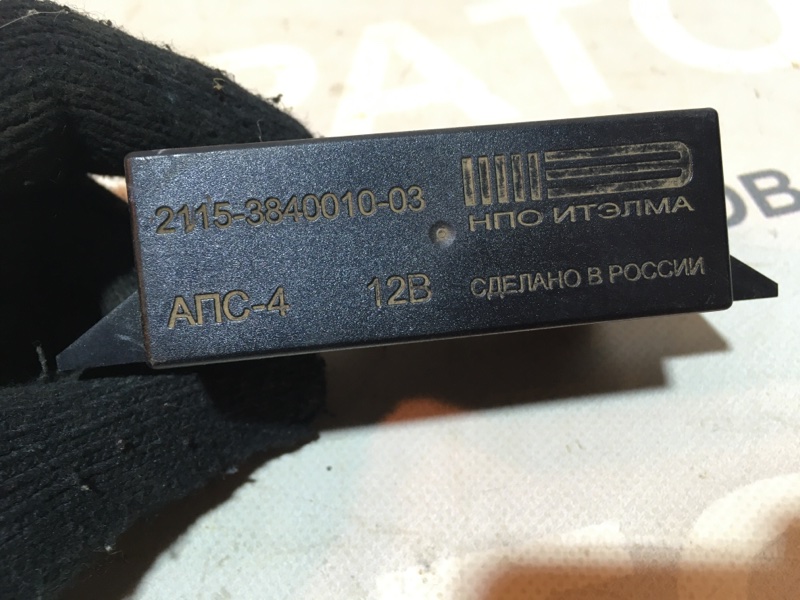 2115-3840010-03
НПО ИТЭЛМА
АПС-4 12В СДЕЛАНО В РОССИИ